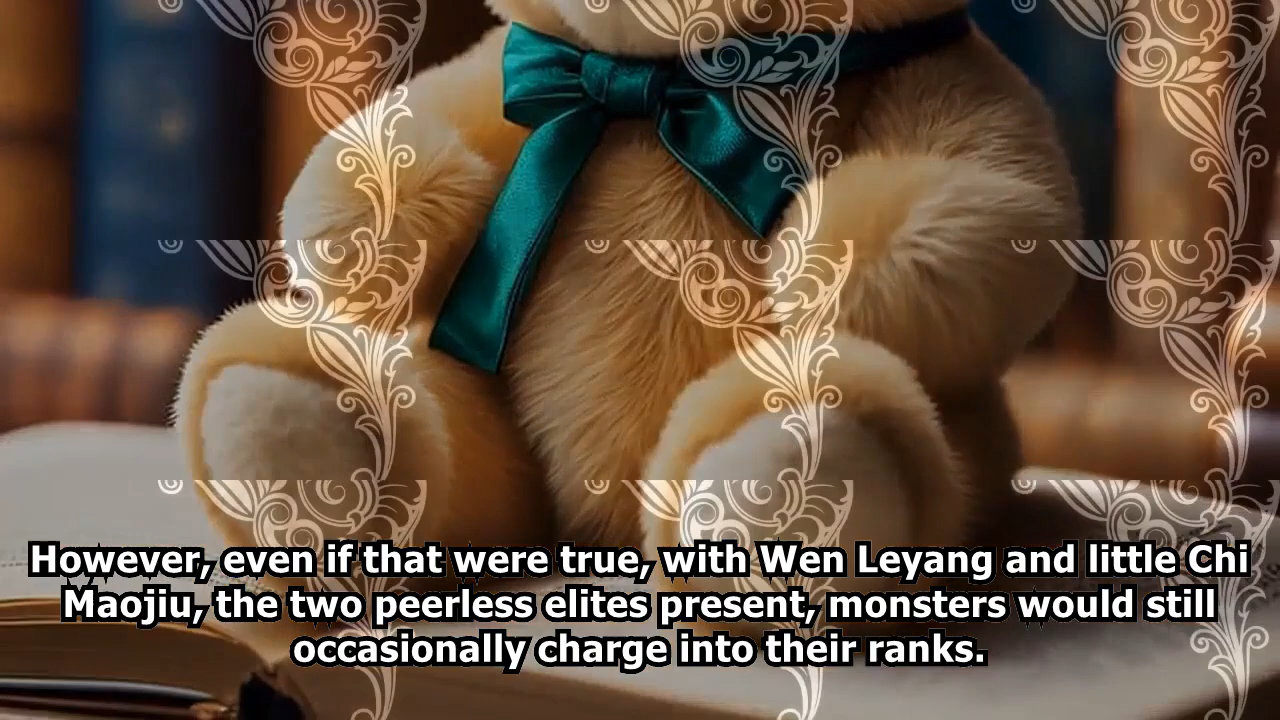 However, even if that were true, with Wen Leyang and little Chi
Maojiu, the two peerless elites present, monsters would still
occasionally charge into their ranks.